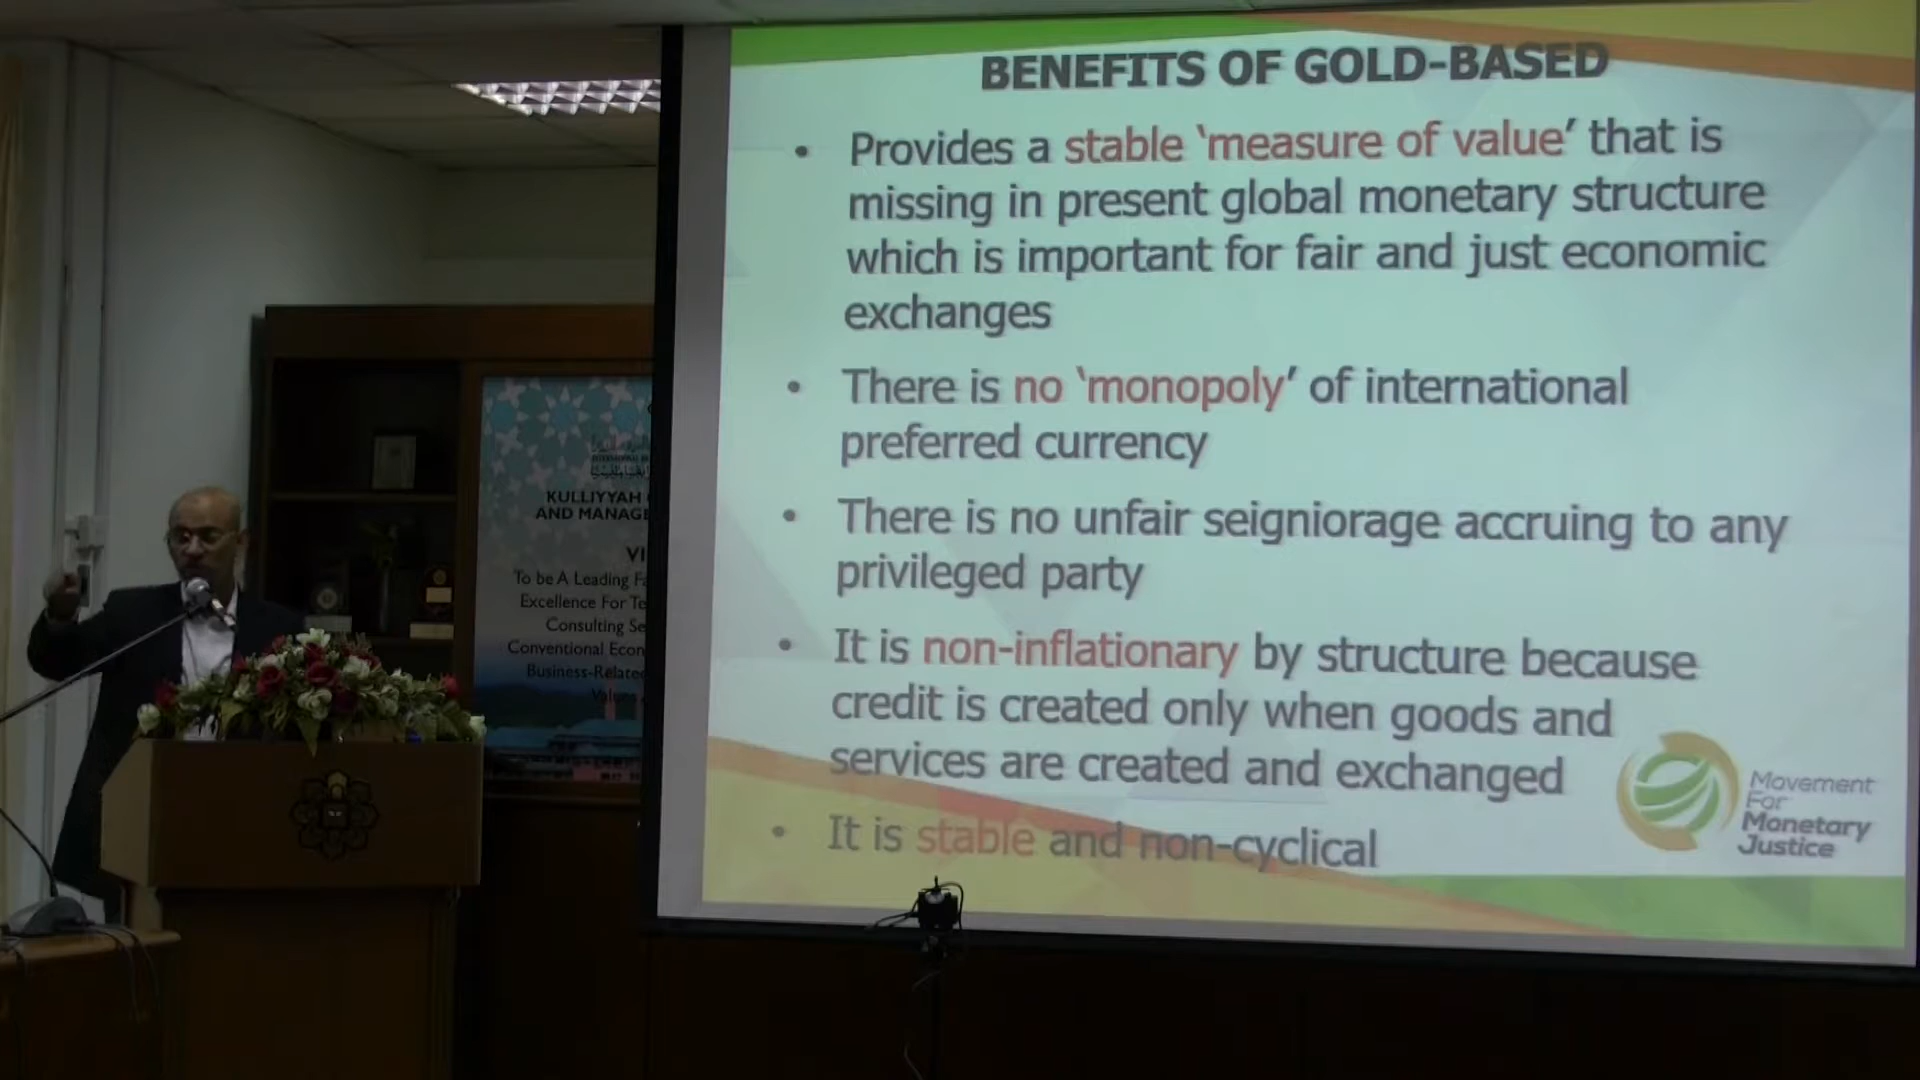 BENEFITS OF GOLD-BASED
• Provides a stable ‘measure of value’ that is
missing in present global monetary structure
which is important for fair and just economic
exchanges
• There is no ‘monopoly’ of international
preferred currency
• There is no unfair seigniorage accruing to any
privileged party
• It is non-inflationary by structure because
credit is created only when goods and
services are created and exchanged
• It is stable and non-cyclical
Movement
For
Monetary
Justice
KULLIYYAH
AND MANAGE
VI
To be A Leading Fa
Excellence For Te
Consulting Se
Conventional Econ
Business-Related